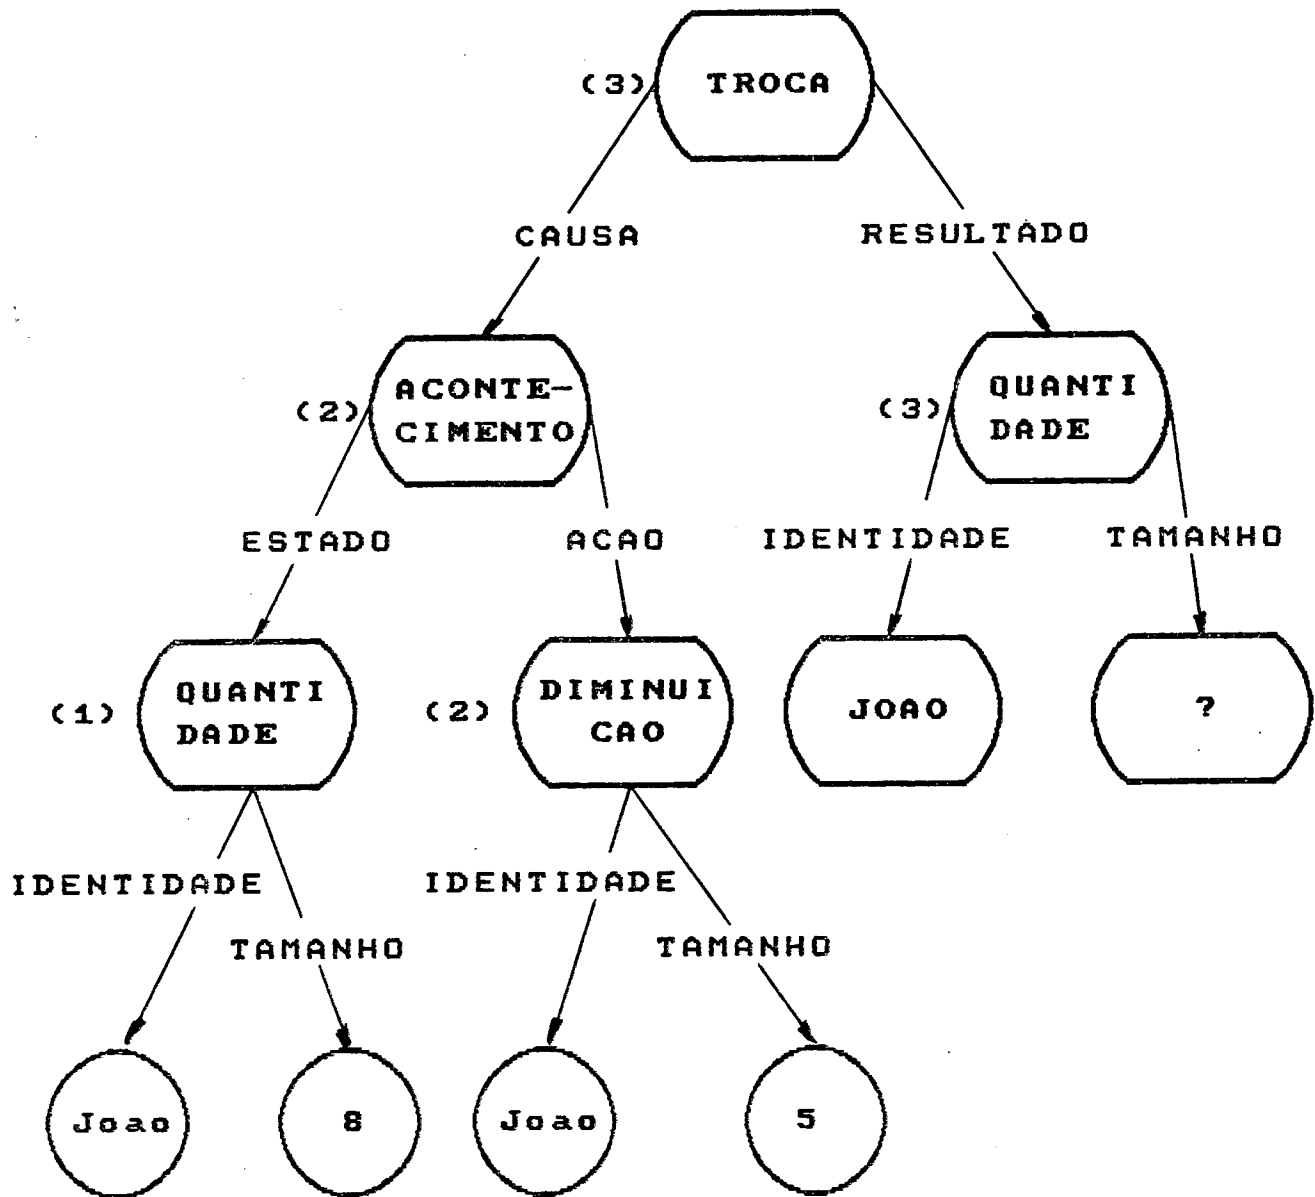 (3) TROCA
CAUSA RESULTADO
(2) ACONTE-
CIMENTO
(3) QUANTI
DADE
ESTADO ACAO IDENTIDADE TAMANHO
(1) QUANTI
DADE
(2) DIMINUI
CAO
JOAO ?
IDENTIDADE IDENTIDADE
TAMANHO TAMANHO
Joao 8 Joao 5